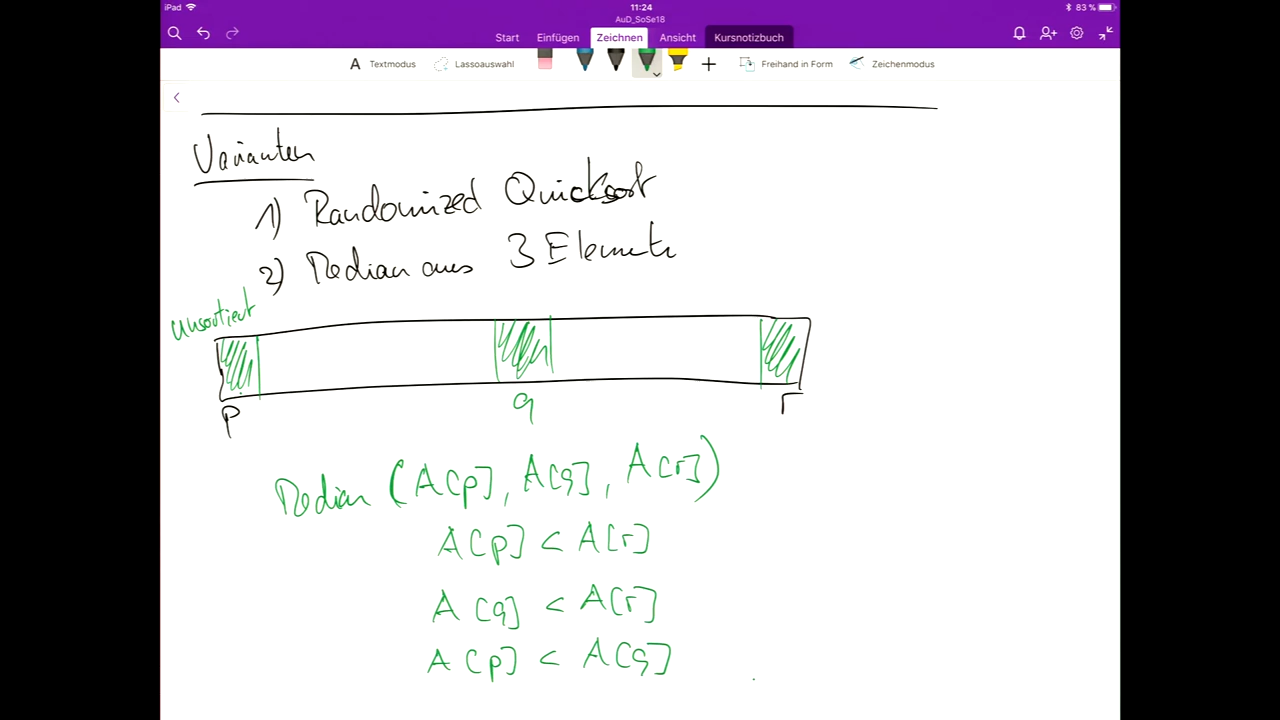 iPad 11:24 83 %
AuD_SoSe18
Start Einfügen Zeichnen Ansicht Kursnotizbuch
A Textmodus Lassoauswahl Freihand in Form Zeichenmodus
Varianten
1) Randomized Quicksort
2) Median aus 3 Elemente
unsortiert
p q r
Median (A[p], A[q], A[r])
A[p] < A[r]
A[q] < A[r]
A[p] < A[q]